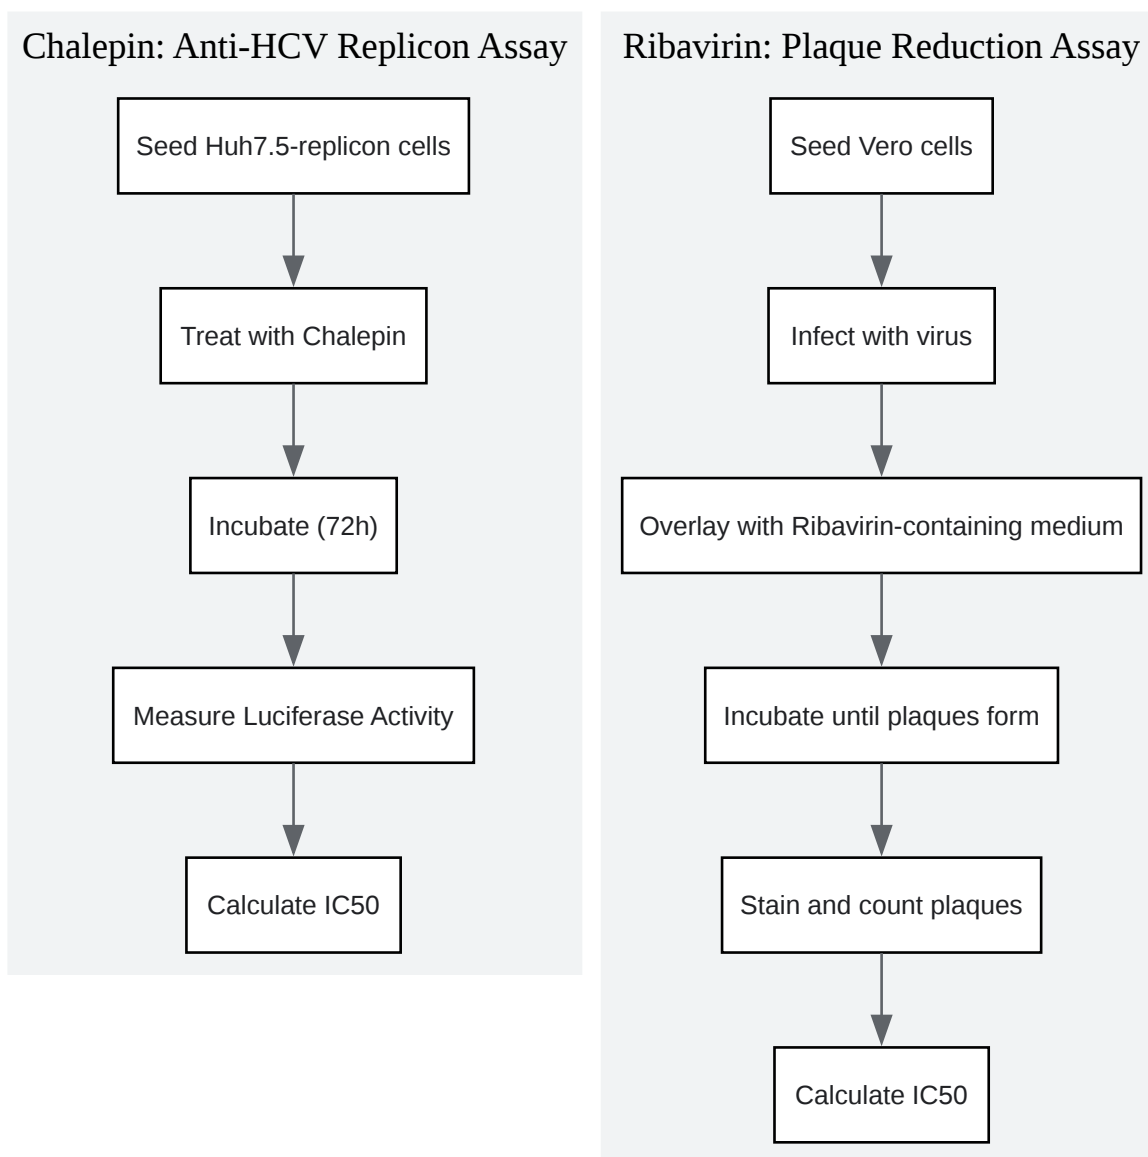 Chalepin: Anti-HCV Replicon Assay
Seed Huh7.5-replicon cells
Treat with Chalepin
Incubate (72h)
Measure Luciferase Activity
Calculate IC50
Ribavirin: Plaque Reduction Assay
Seed Vero cells
Infect with virus
Overlay with Ribavirin-containing medium
Incubate until plaques form
Stain and count plaques
Calculate IC50